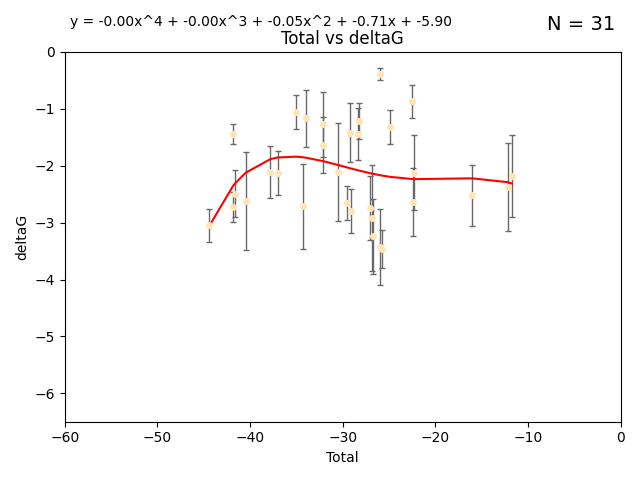 y = -0.00x^4 + -0.00x^3 + -0.05x^2 + -0.71x + -5.90
N = 31
Total vs deltaG
0
−1
−2
−3
−4
−5
−6
deltaG
−60 −50 −40 −30 −20 −10 0
Total